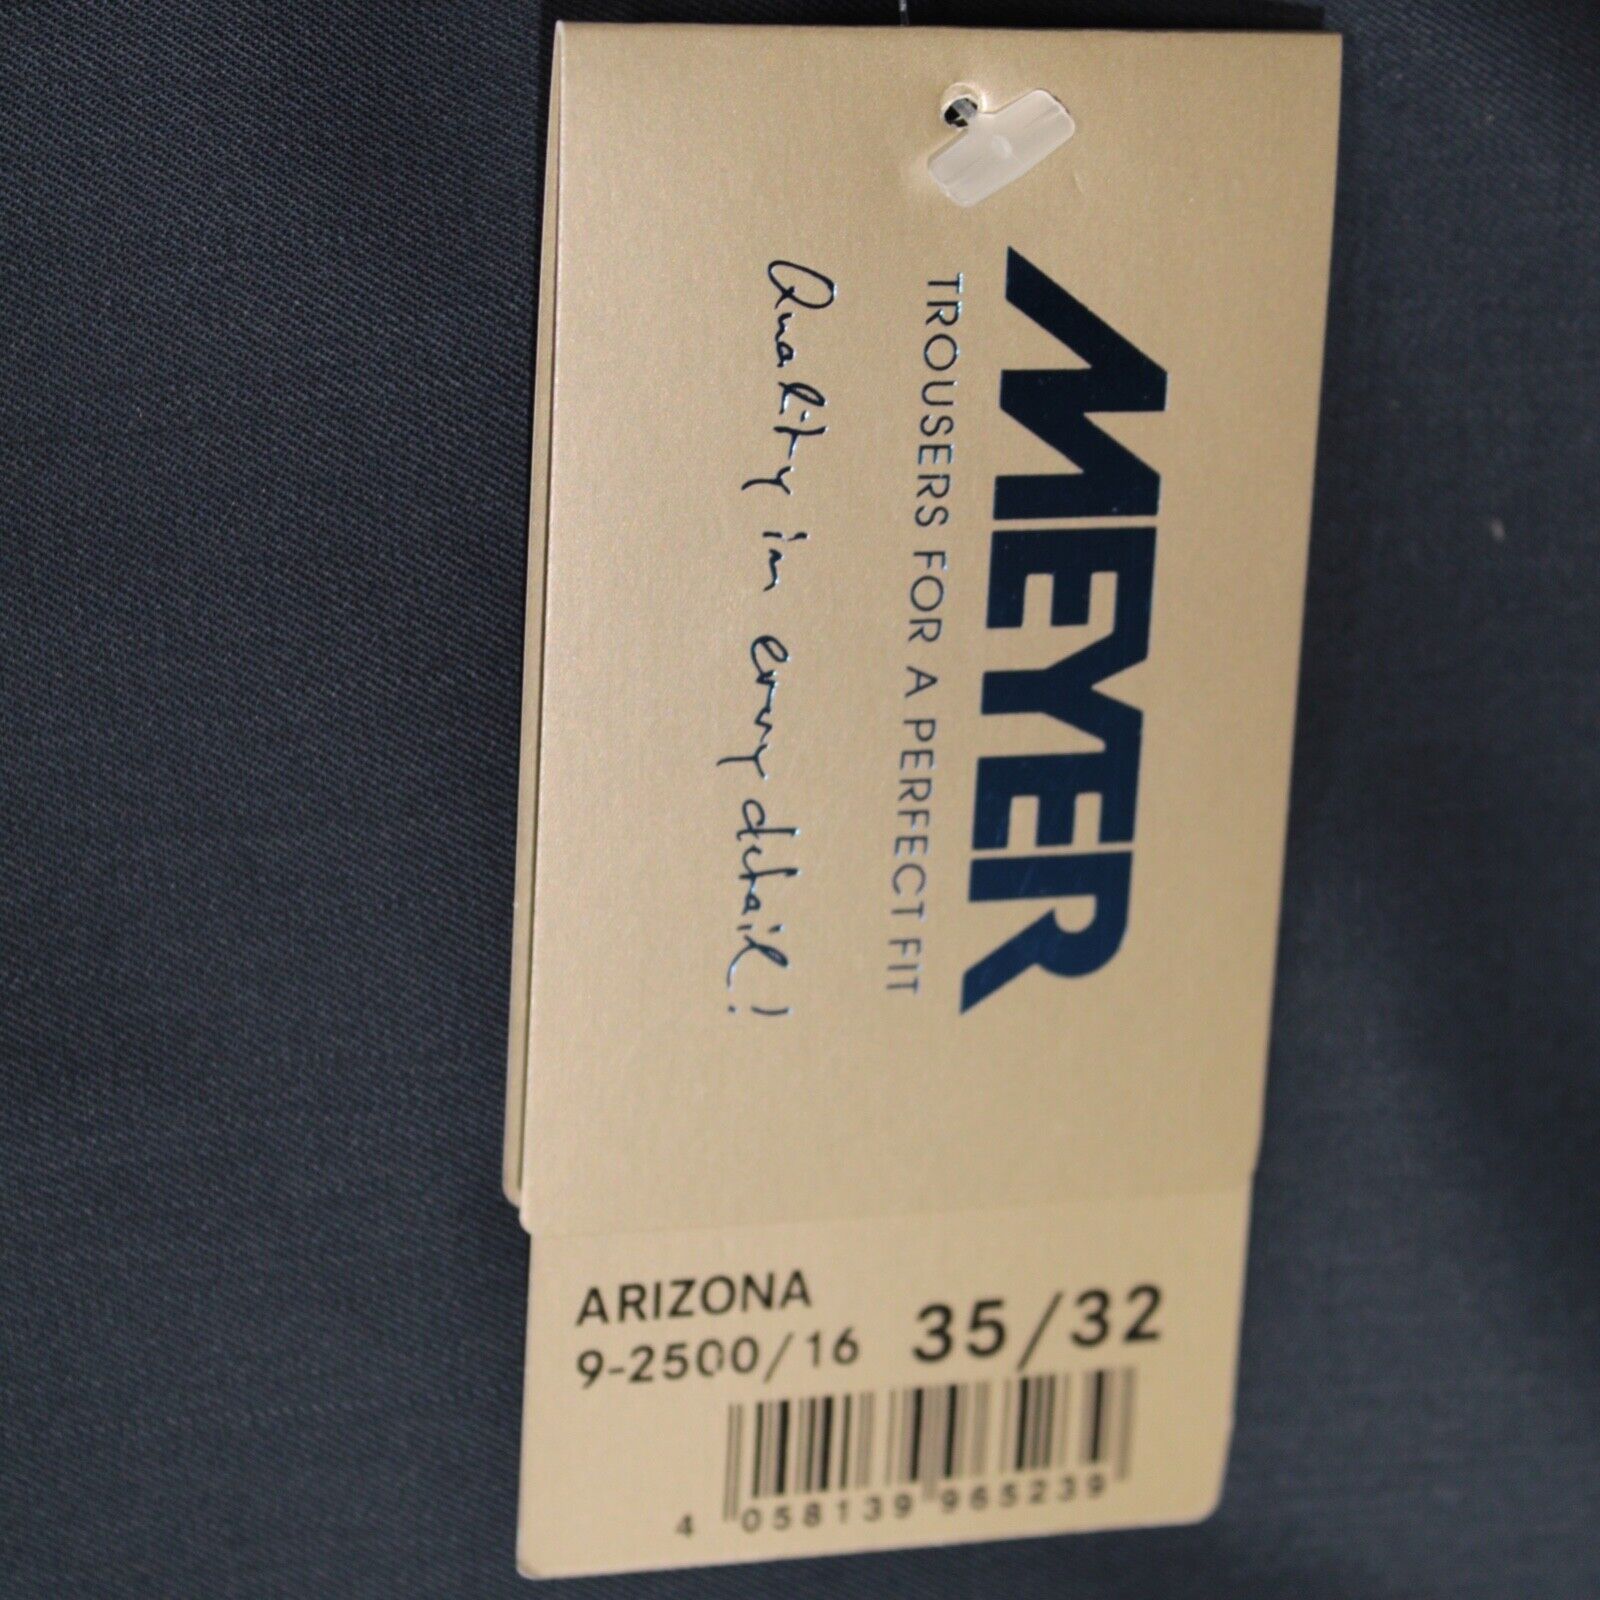 MEYER
TROUSERS FOR A PERFECT FIT
Quality in every detail!
ARIZONA
9-2500/16 35/32
4 058139 965239